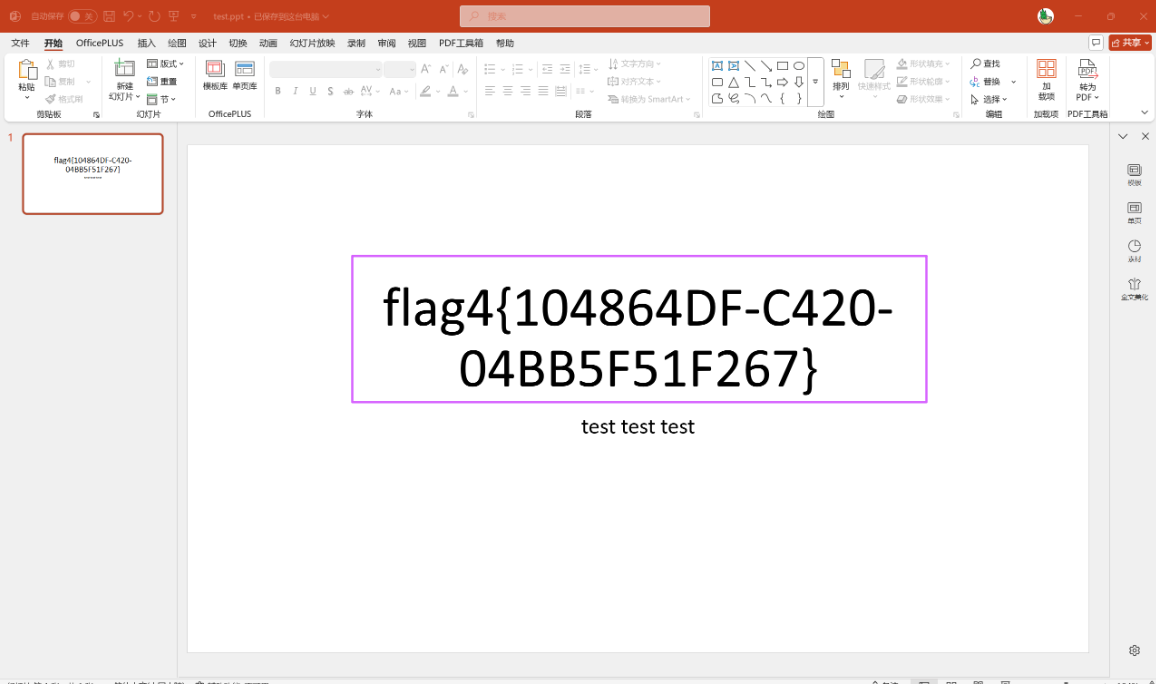 自动保存 关
test.ppt • 已保存到这台电脑
搜索
文件 开始 OfficePLUS 插入 绘图 设计 切换 动画 幻灯片放映 录制 审阅 视图 PDF工具箱 帮助
共享
粘贴
剪切
复制
格式刷
剪贴板
新建
幻灯片
版式
重置
节
幻灯片
模板库 单页库
OfficePLUS
B I U S ab AV Aa A
字体
文字方向
对齐文本
转换为 SmartArt
段落
排列
快速样式
形状填充
形状轮廓
形状效果
绘图
查找
替换
选择
编辑
加
载项
加载项
转为
PDF
PDF工具箱
1
flag4{104864DF-C420-
04BB5F51F267}
flag4{104864DF-C420-
04BB5F51F267}
test test test
模板
单页
素材
全文美化